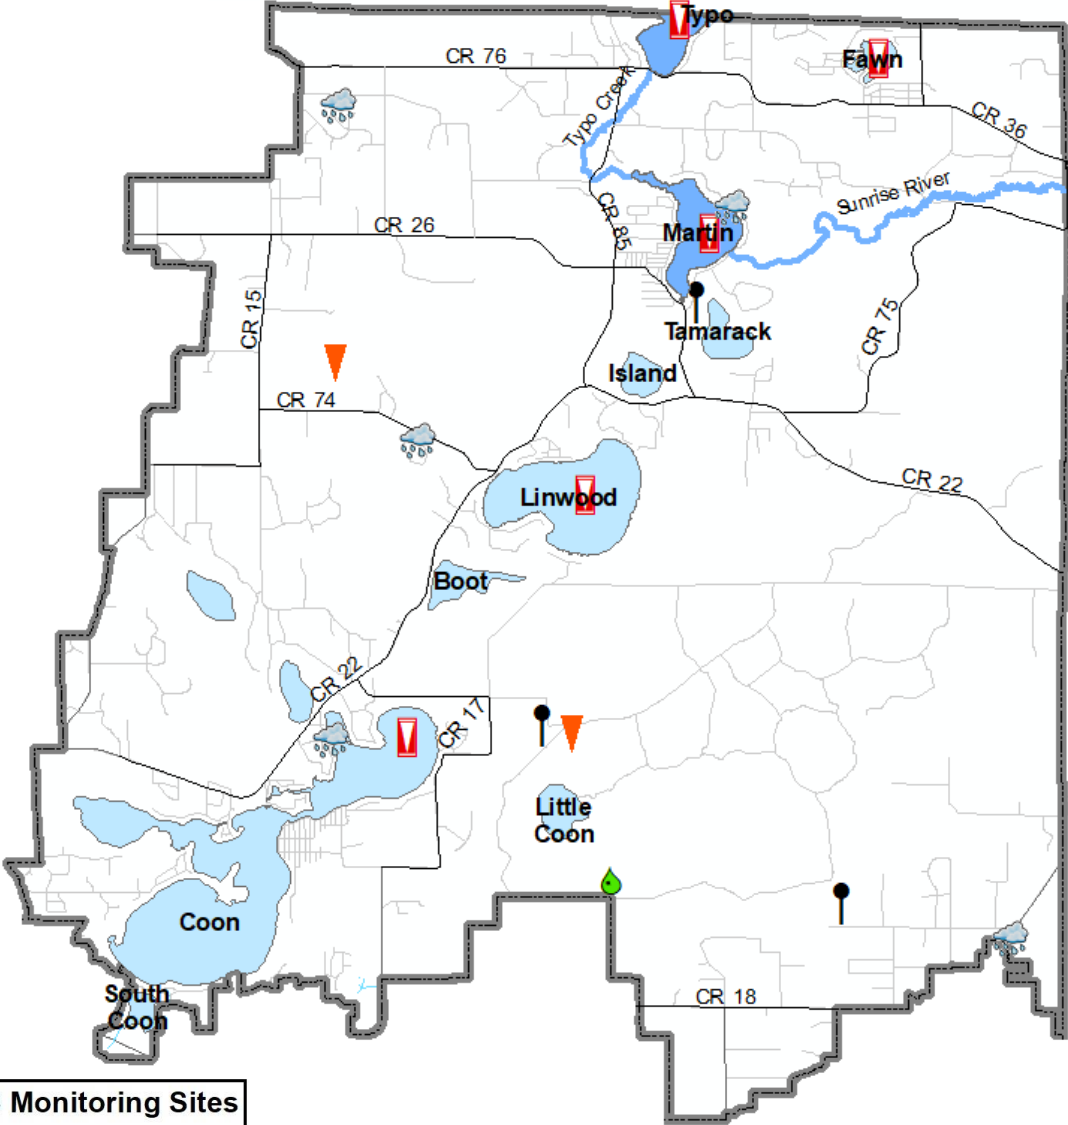 Typo
CR 76
Fawn
Typo Creek
CR 36
Sunrise River
CR 85
CR 26
Martin
CR 15
CR 75
Tamarack
Island
CR 74
CR 22
Linwood
Boot
CR 22
CR 17
Little
Coon
Coon
South
Coon
CR 18
Monitoring Sites